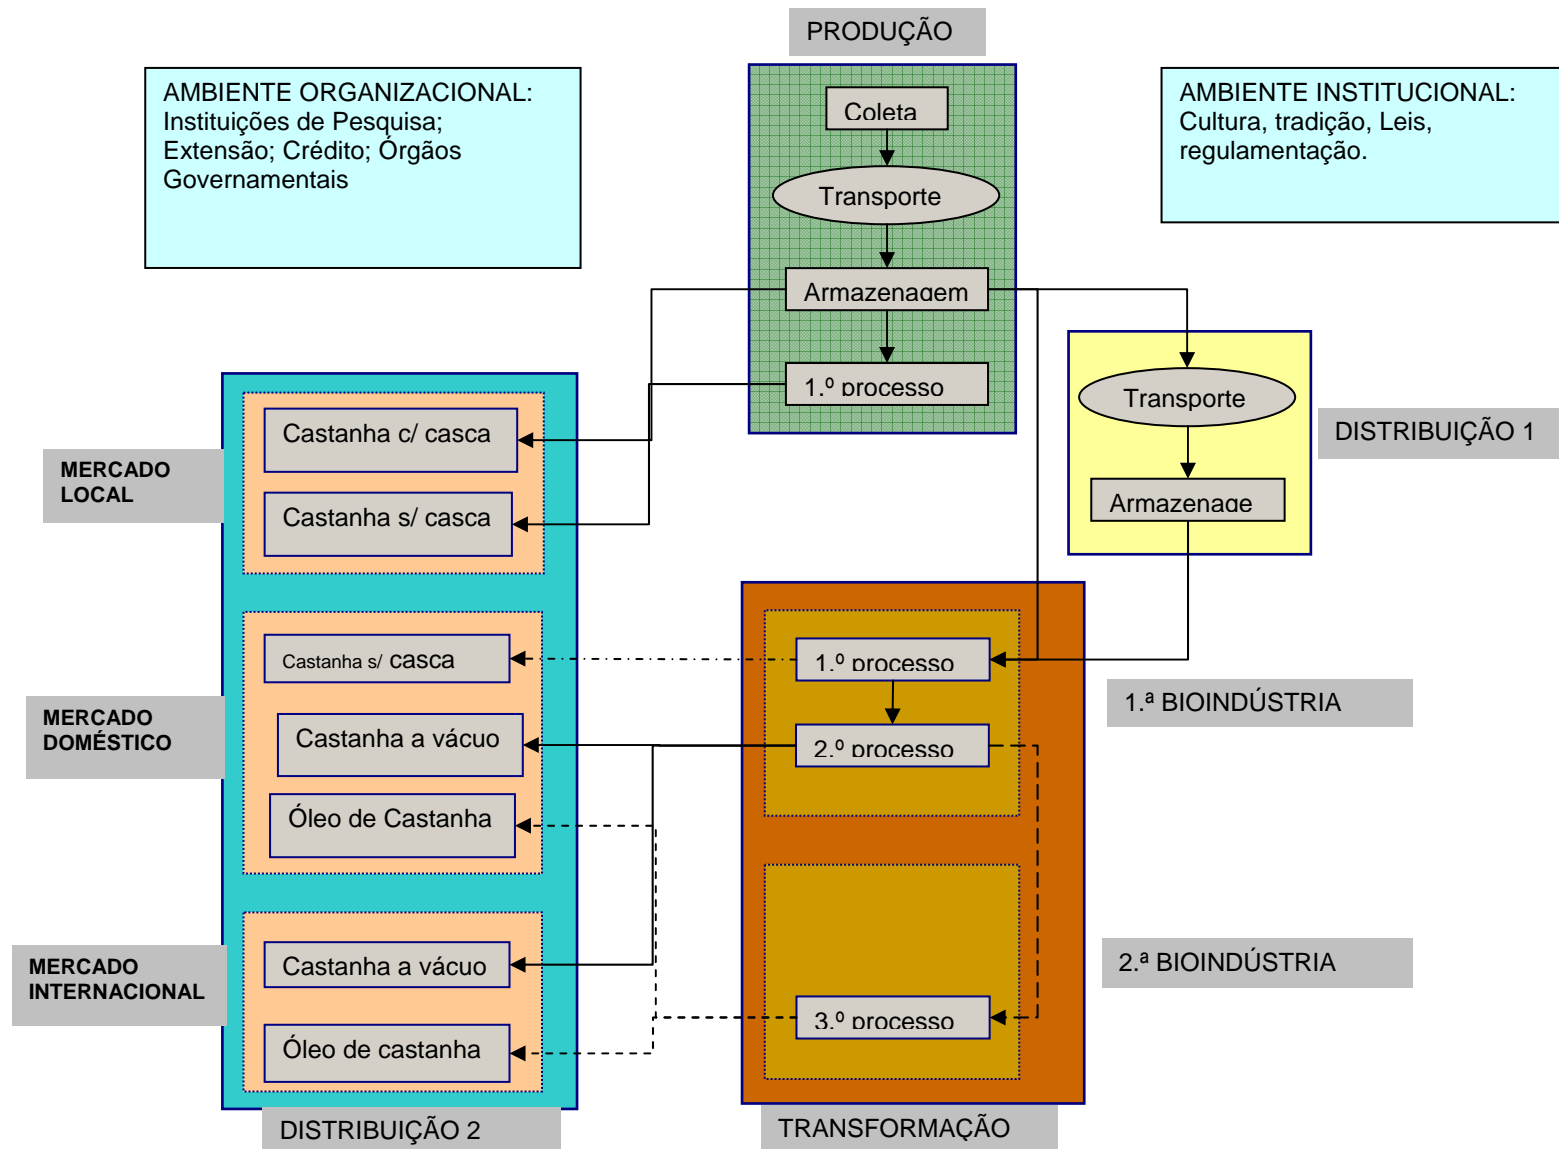 PRODUÇÃO
AMBIENTE ORGANIZACIONAL:
Instituições de Pesquisa;
Extensão; Crédito; Órgãos
Governamentais
AMBIENTE INSTITUCIONAL:
Cultura, tradição, Leis,
regulamentação.
Coleta
Transporte
Armazenagem
1.º processo
Transporte
Armazenage
DISTRIBUIÇÃO 1
MERCADO
LOCAL
Castanha c/ casca
Castanha s/ casca
MERCADO
DOMÉSTICO
Castanha s/ casca
Castanha a vácuo
Óleo de Castanha
MERCADO
INTERNACIONAL
Castanha a vácuo
Óleo de castanha
1.º processo
2.º processo
1.ª BIOINDÚSTRIA
3.º processo
2.ª BIOINDÚSTRIA
DISTRIBUIÇÃO 2
TRANSFORMAÇÃO